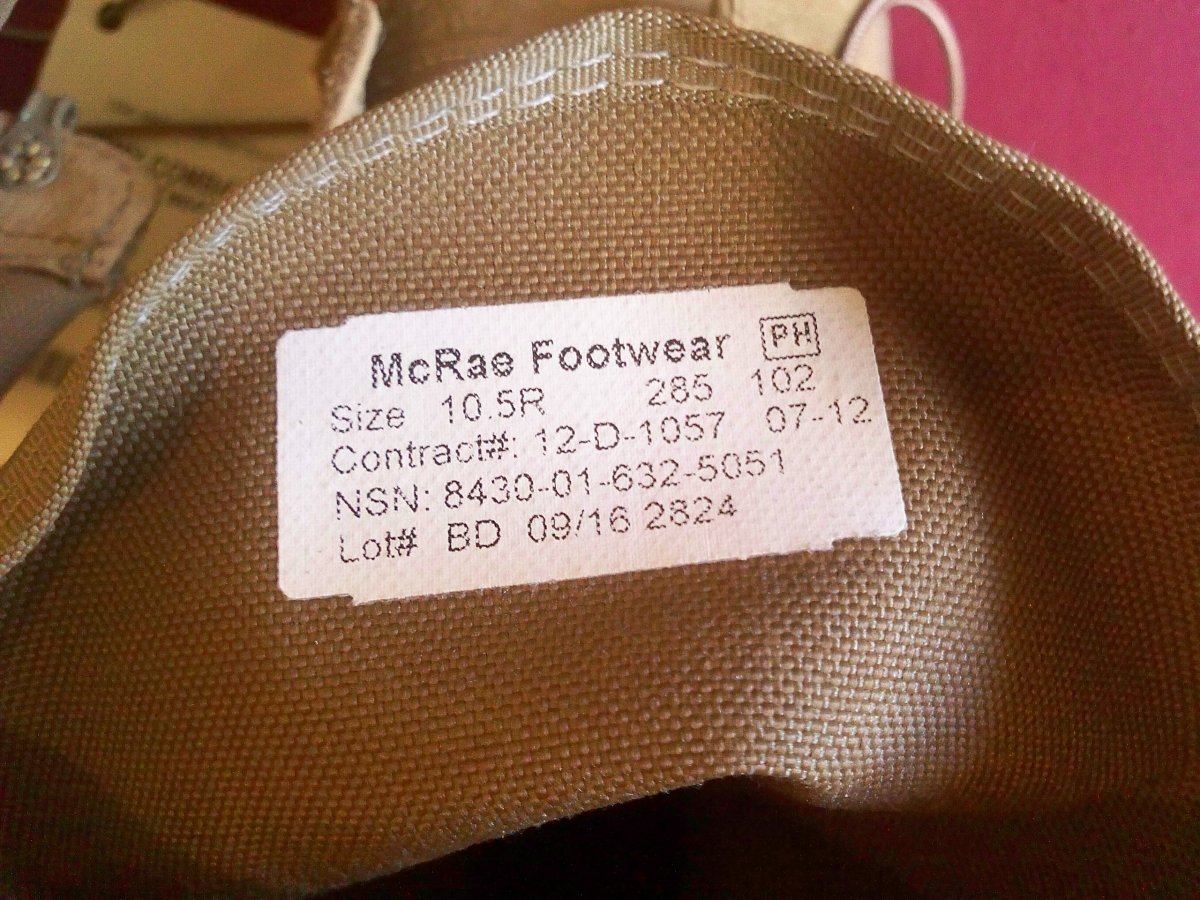 McRae Footwear PH
Size 10.5R 285 102
Contract#: 12-D-1057 07-12
NSN: 8430-01-632-5051
Lot# BD 09/16 2824